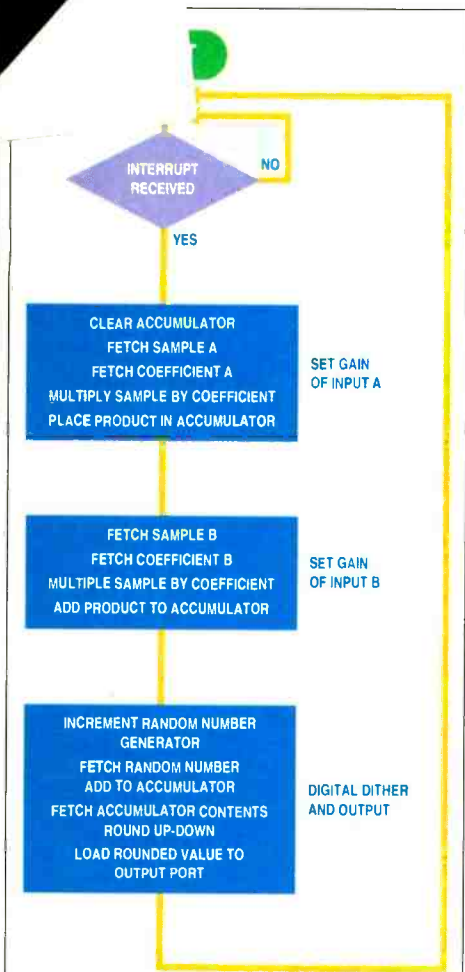 INTERRUPT
RECEIVED
NO
YES
CLEAR ACCUMULATOR
FETCH SAMPLE A
FETCH COEFFICIENT A
MULTIPLY SAMPLE BY COEFFICIENT
PLACE PRODUCT IN ACCUMULATOR
SET GAIN
OF INPUT A
FETCH SAMPLE B
FETCH COEFFICIENT B
MULTIPLE SAMPLE BY COEFFICIENT
ADD PRODUCT TO ACCUMULATOR
SET GAIN
OF INPUT B
INCREMENT RANDOM NUMBER
GENERATOR
FETCH RANDOM NUMBER
ADD TO ACCUMULATOR
FETCH ACCUMULATOR CONTENTS
ROUND UP-DOWN
LOAD ROUNDED VALUE TO
OUTPUT PORT
DIGITAL DITHER
AND OUTPUT